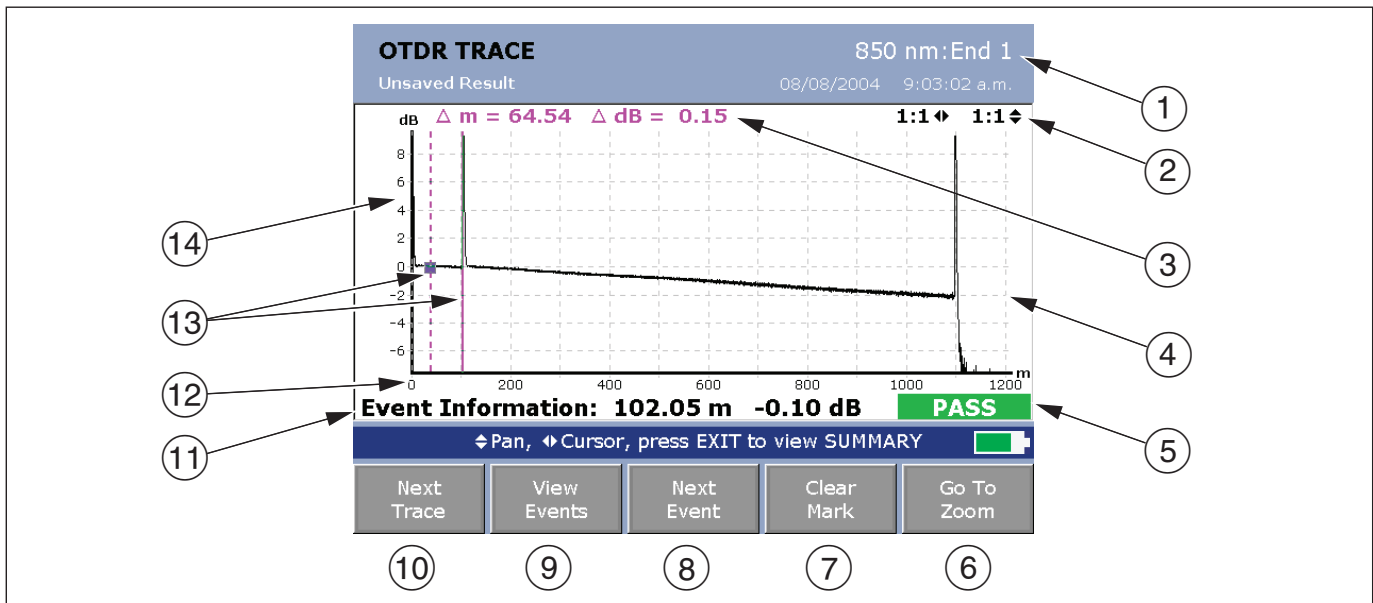 OTDR TRACE 850 nm:End 1
Unsaved Result 08/08/2004 9:03:02 a.m.
1
dB Δ m = 64.54 Δ dB = 0.15 1:1 1:1
2
8
6
4
14
2
3
0
-2
13
-4
4
-6
m
12
0 200 400 600 800 1000 1200
Event Information: 102.05 m -0.10 dB PASS
5
11
Pan, Cursor, press EXIT to view SUMMARY
Next Trace View Events Next Event Clear Mark Go To Zoom
10 9 8 7 6